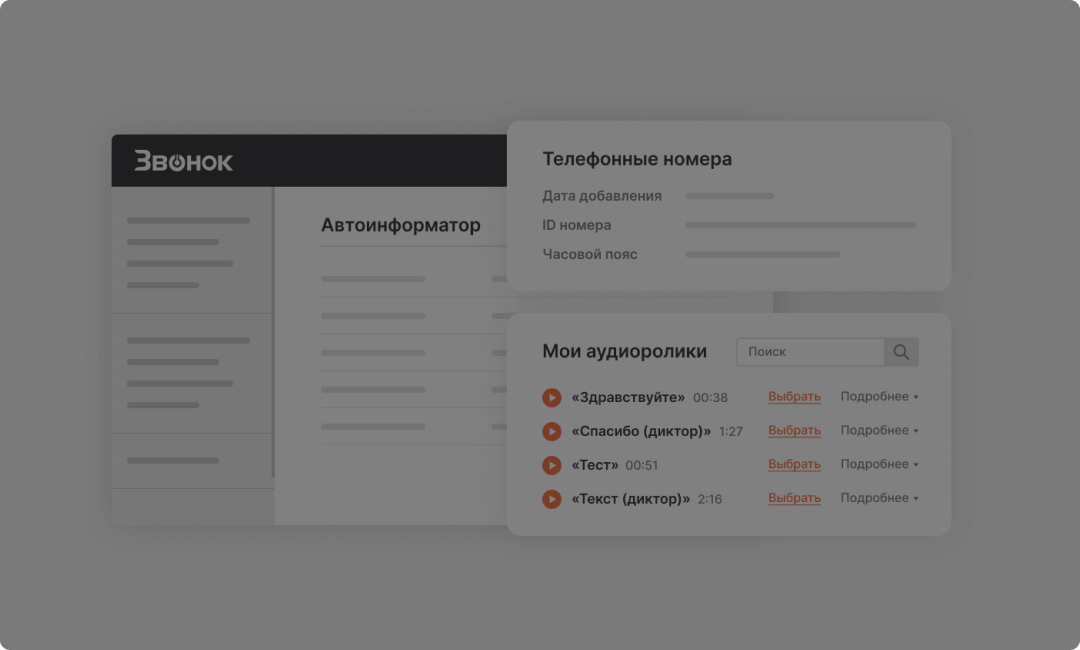 Звонок
Автоинформатор
Телефонные номера
Дата добавления
ID номера
Часовой пояс
Мои аудиоролики
Поиск
«Здравствуйте» 00:38 Выбрать Подробнее
«Спасибо (диктор)» 1:27 Выбрать Подробнее
«Тест» 00:51 Выбрать Подробнее
«Текст (диктор)» 2:16 Выбрать Подробнее